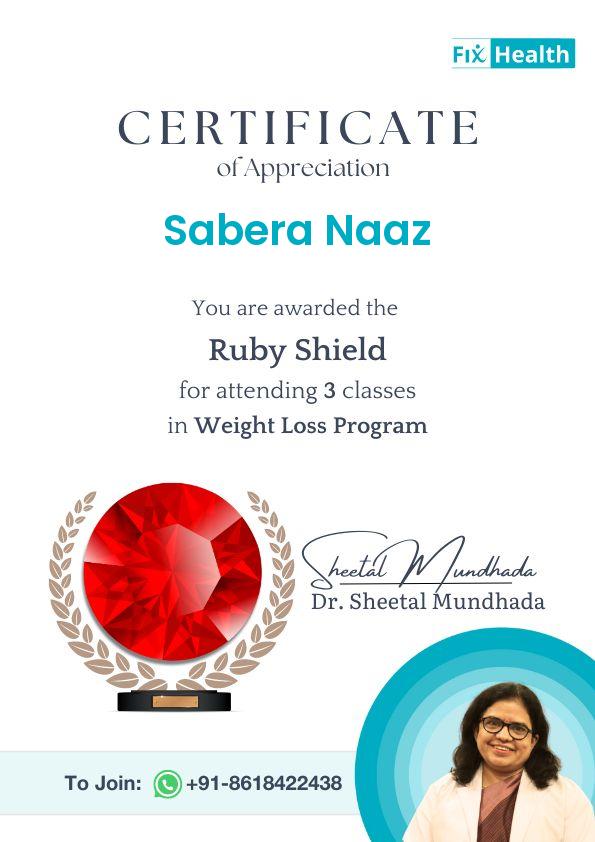 Fix Health
CERTIFICATE
of Appreciation
Sabera Naaz
You are awarded the
Ruby Shield
for attending 3 classes
in Weight Loss Program
Sheetal Mundhada
Dr. Sheetal Mundhada
To Join: +91-8618422438